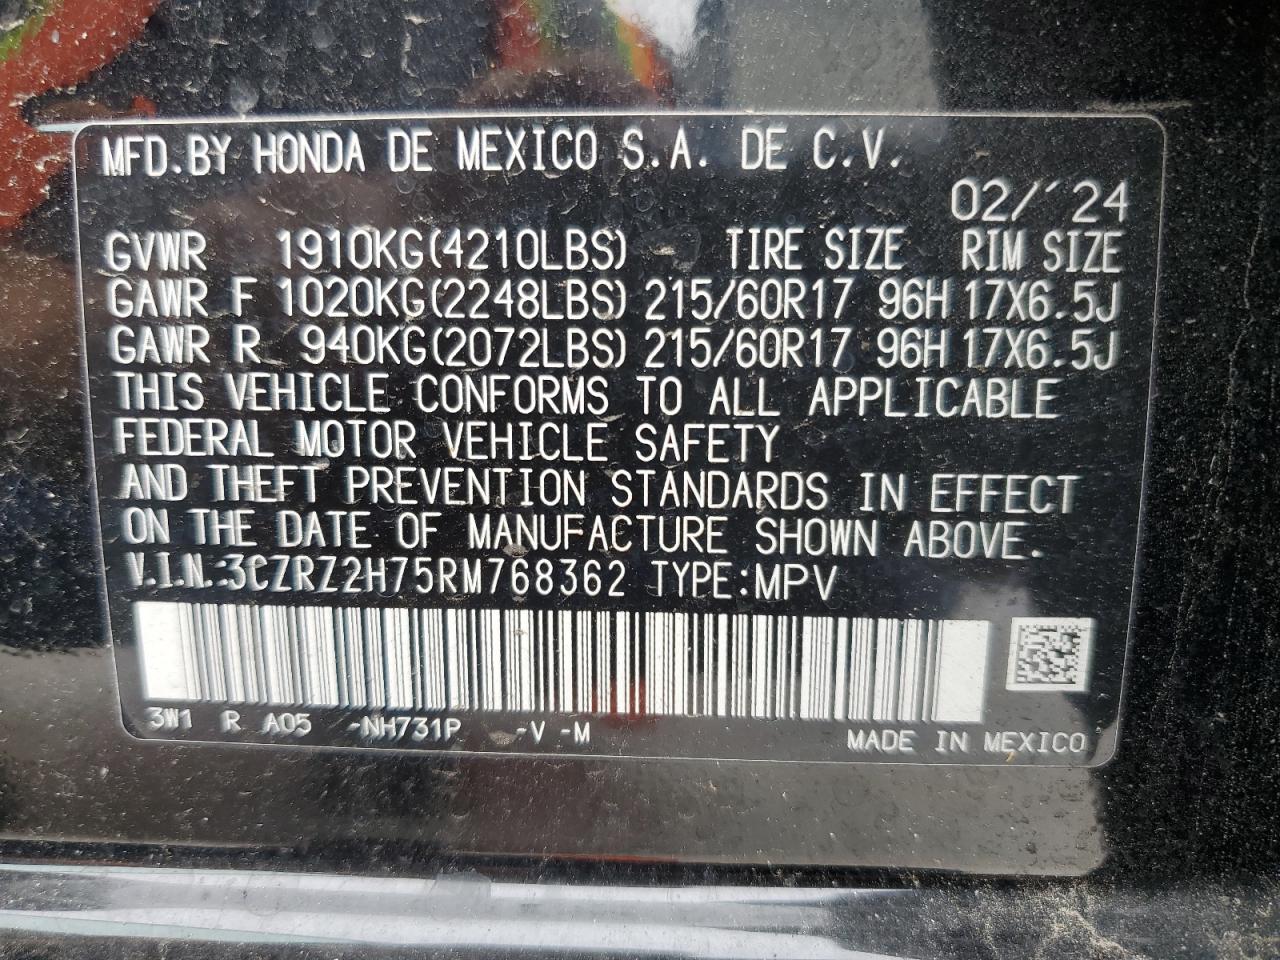 MFD.BY HONDA DE MEXICO S.A. DE C.V.
02/'24
GVWR 1910KG(4210LBS) TIRE SIZE RIM SIZE
GAWR F 1020KG(2248LBS) 215/60R17 96H 17X6.5J
GAWR R 940KG(2072LBS) 215/60R17 96H 17X6.5J
THIS VEHICLE CONFORMS TO ALL APPLICABLE
FEDERAL MOTOR VEHICLE SAFETY
AND THEFT PREVENTION STANDARDS IN EFFECT
ON THE DATE OF MANUFACTURE SHOWN ABOVE.
V.I.N.:3CZRZ2H75RM768362 TYPE:MPV
3W1 R A05 -NH731P -V -M
MADE IN MEXICO